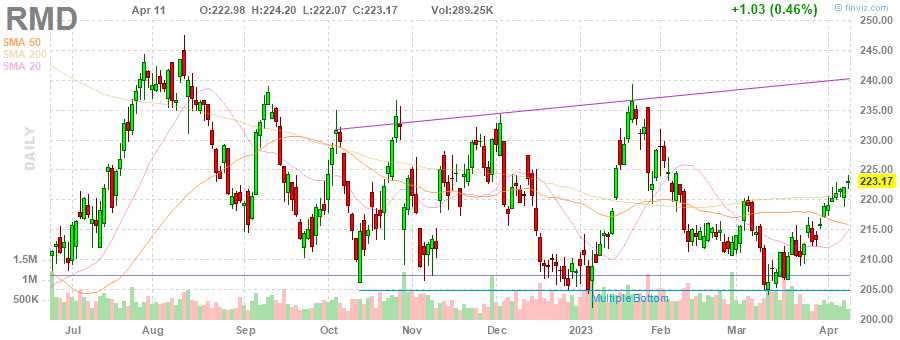 RMD Apr 11 O:222.98 H:224.20 L:222.07 C:223.17 Vol:289.25K +1.03 (0.46%) © finviz.com
SMA 50
SMA 200
SMA 20
DAILY
250.00
245.00
240.00
235.00
230.00
225.00
223.17
220.00
215.00
210.00
205.00
200.00
1.5M
1M
500K
Multiple Bottom
Jul Aug Sep Oct Nov Dec 2023 Feb Mar Apr